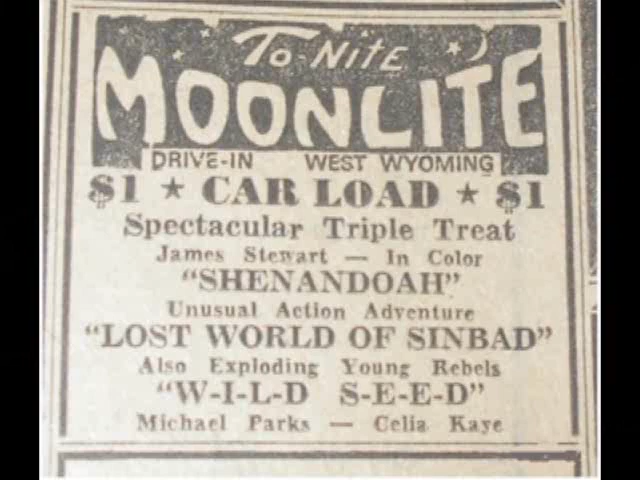 To-Nite
MOONLITE
DRIVE-IN WEST WYOMING
$1 ★ CAR LOAD ★ $1
Spectacular Triple Treat
James Stewart — In Color
"SHENANDOAH"
Unusual Action Adventure
"LOST WORLD OF SINBAD"
Also Exploding Young Rebels
"W-I-L-D S-E-E-D"
Michael Parks — Celia Kaye